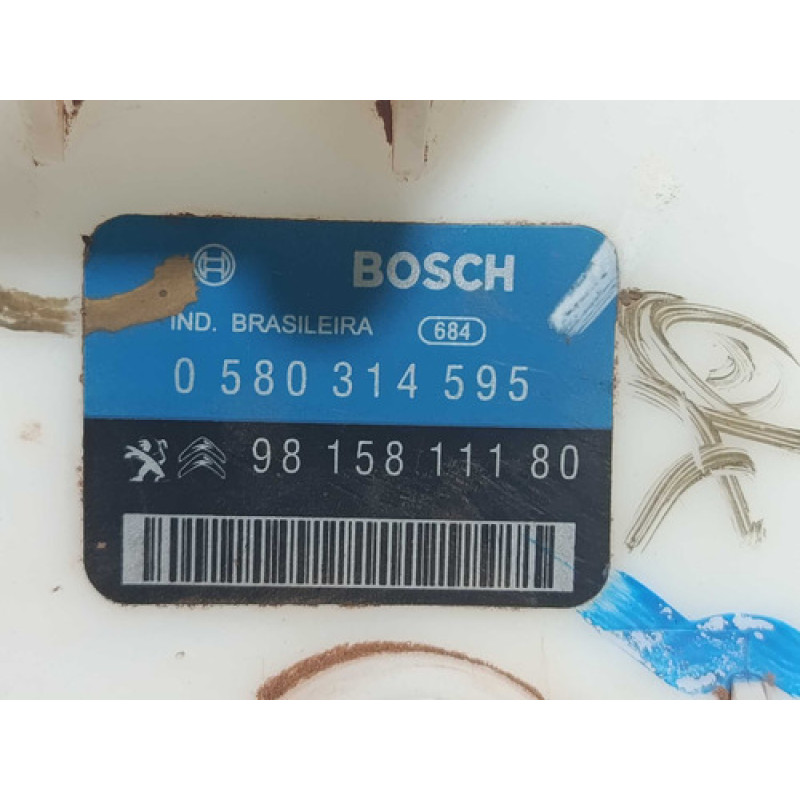 BOSCH
IND. BRASILEIRA 684
0 580 314 595
98 158 111 80